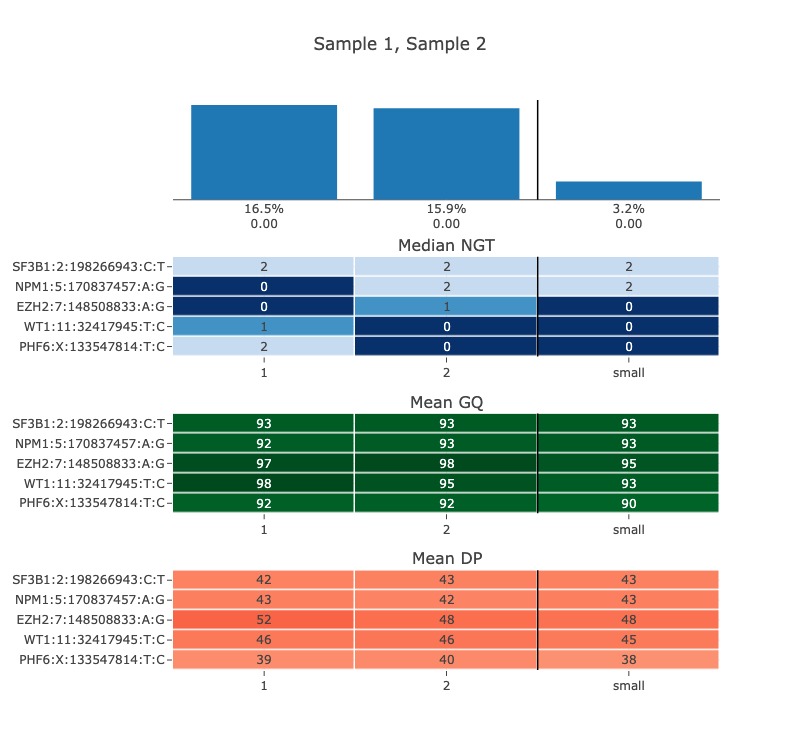 Sample 1, Sample 2
16.5% 15.9% 3.2%
0.00 0.00 0.00
Median NGT
SF3B1:2:198266943:C:T 2 2 2
NPM1:5:170837457:A:G 0 2 2
EZH2:7:148508833:A:G 0 1 0
WT1:11:32417945:T:C 1 0 0
PHF6:X:133547814:T:C 2 0 0
1 2 small
Mean GQ
SF3B1:2:198266943:C:T 93 93 93
NPM1:5:170837457:A:G 92 93 93
EZH2:7:148508833:A:G 97 98 95
WT1:11:32417945:T:C 98 95 93
PHF6:X:133547814:T:C 92 92 90
1 2 small
Mean DP
SF3B1:2:198266943:C:T 42 43 43
NPM1:5:170837457:A:G 43 42 43
EZH2:7:148508833:A:G 52 48 48
WT1:11:32417945:T:C 46 46 45
PHF6:X:133547814:T:C 39 40 38
1 2 small